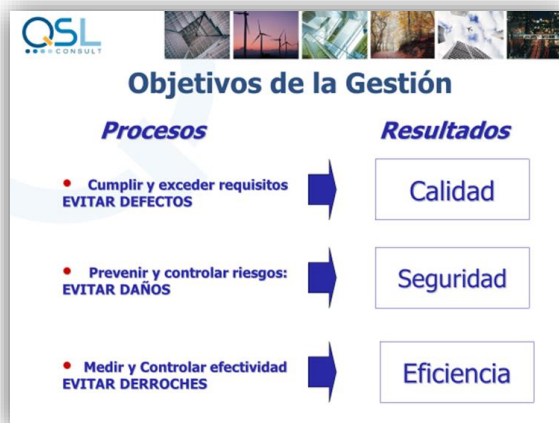 QSL
CONSULT
Objetivos de la Gestión
Procesos
Resultados
• Cumplir y exceder requisitos
EVITAR DEFECTOS
Calidad
• Prevenir y controlar riesgos:
EVITAR DAÑOS
Seguridad
• Medir y Controlar efectividad
EVITAR DERROCHES
Eficiencia